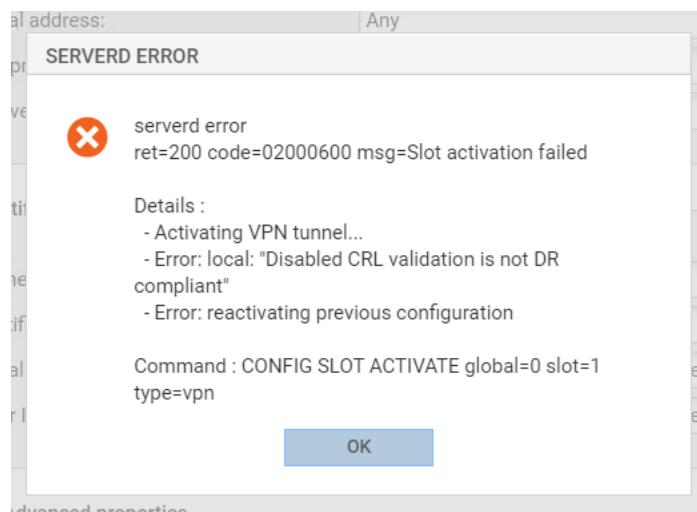 al address: Any
SERVERD ERROR
serverd error
ret=200 code=02000600 msg=Slot activation failed
Details :
- Activating VPN tunnel...
- Error: local: "Disabled CRL validation is not DR
compliant"
- Error: reactivating previous configuration
Command : CONFIG SLOT ACTIVATE global=0 slot=1
type=vpn
OK